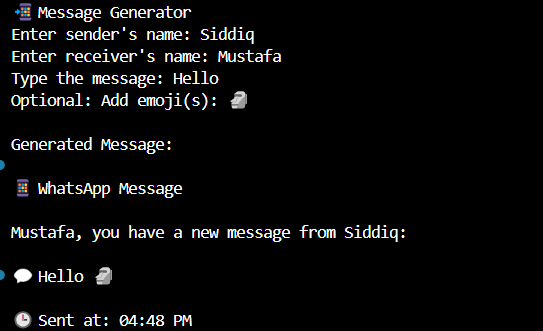 📲 Message Generator
Enter sender's name: Siddiq
Enter receiver's name: Mustafa
Type the message: Hello
Optional: Add emoji(s): 🗿
Generated Message:
📱 WhatsApp Message
Mustafa, you have a new message from Siddiq:
💬 Hello 🗿
🕒 Sent at: 04:48 PM